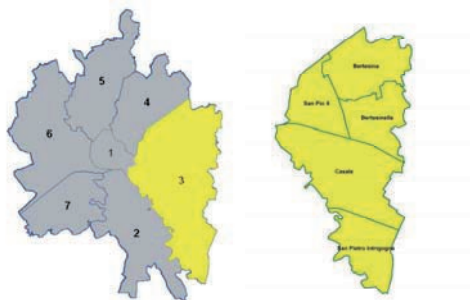 5
4
6
1
3
7
2
Bertesina
San Pio X
Bertesinella
Casale
San Pietro Intrigogna